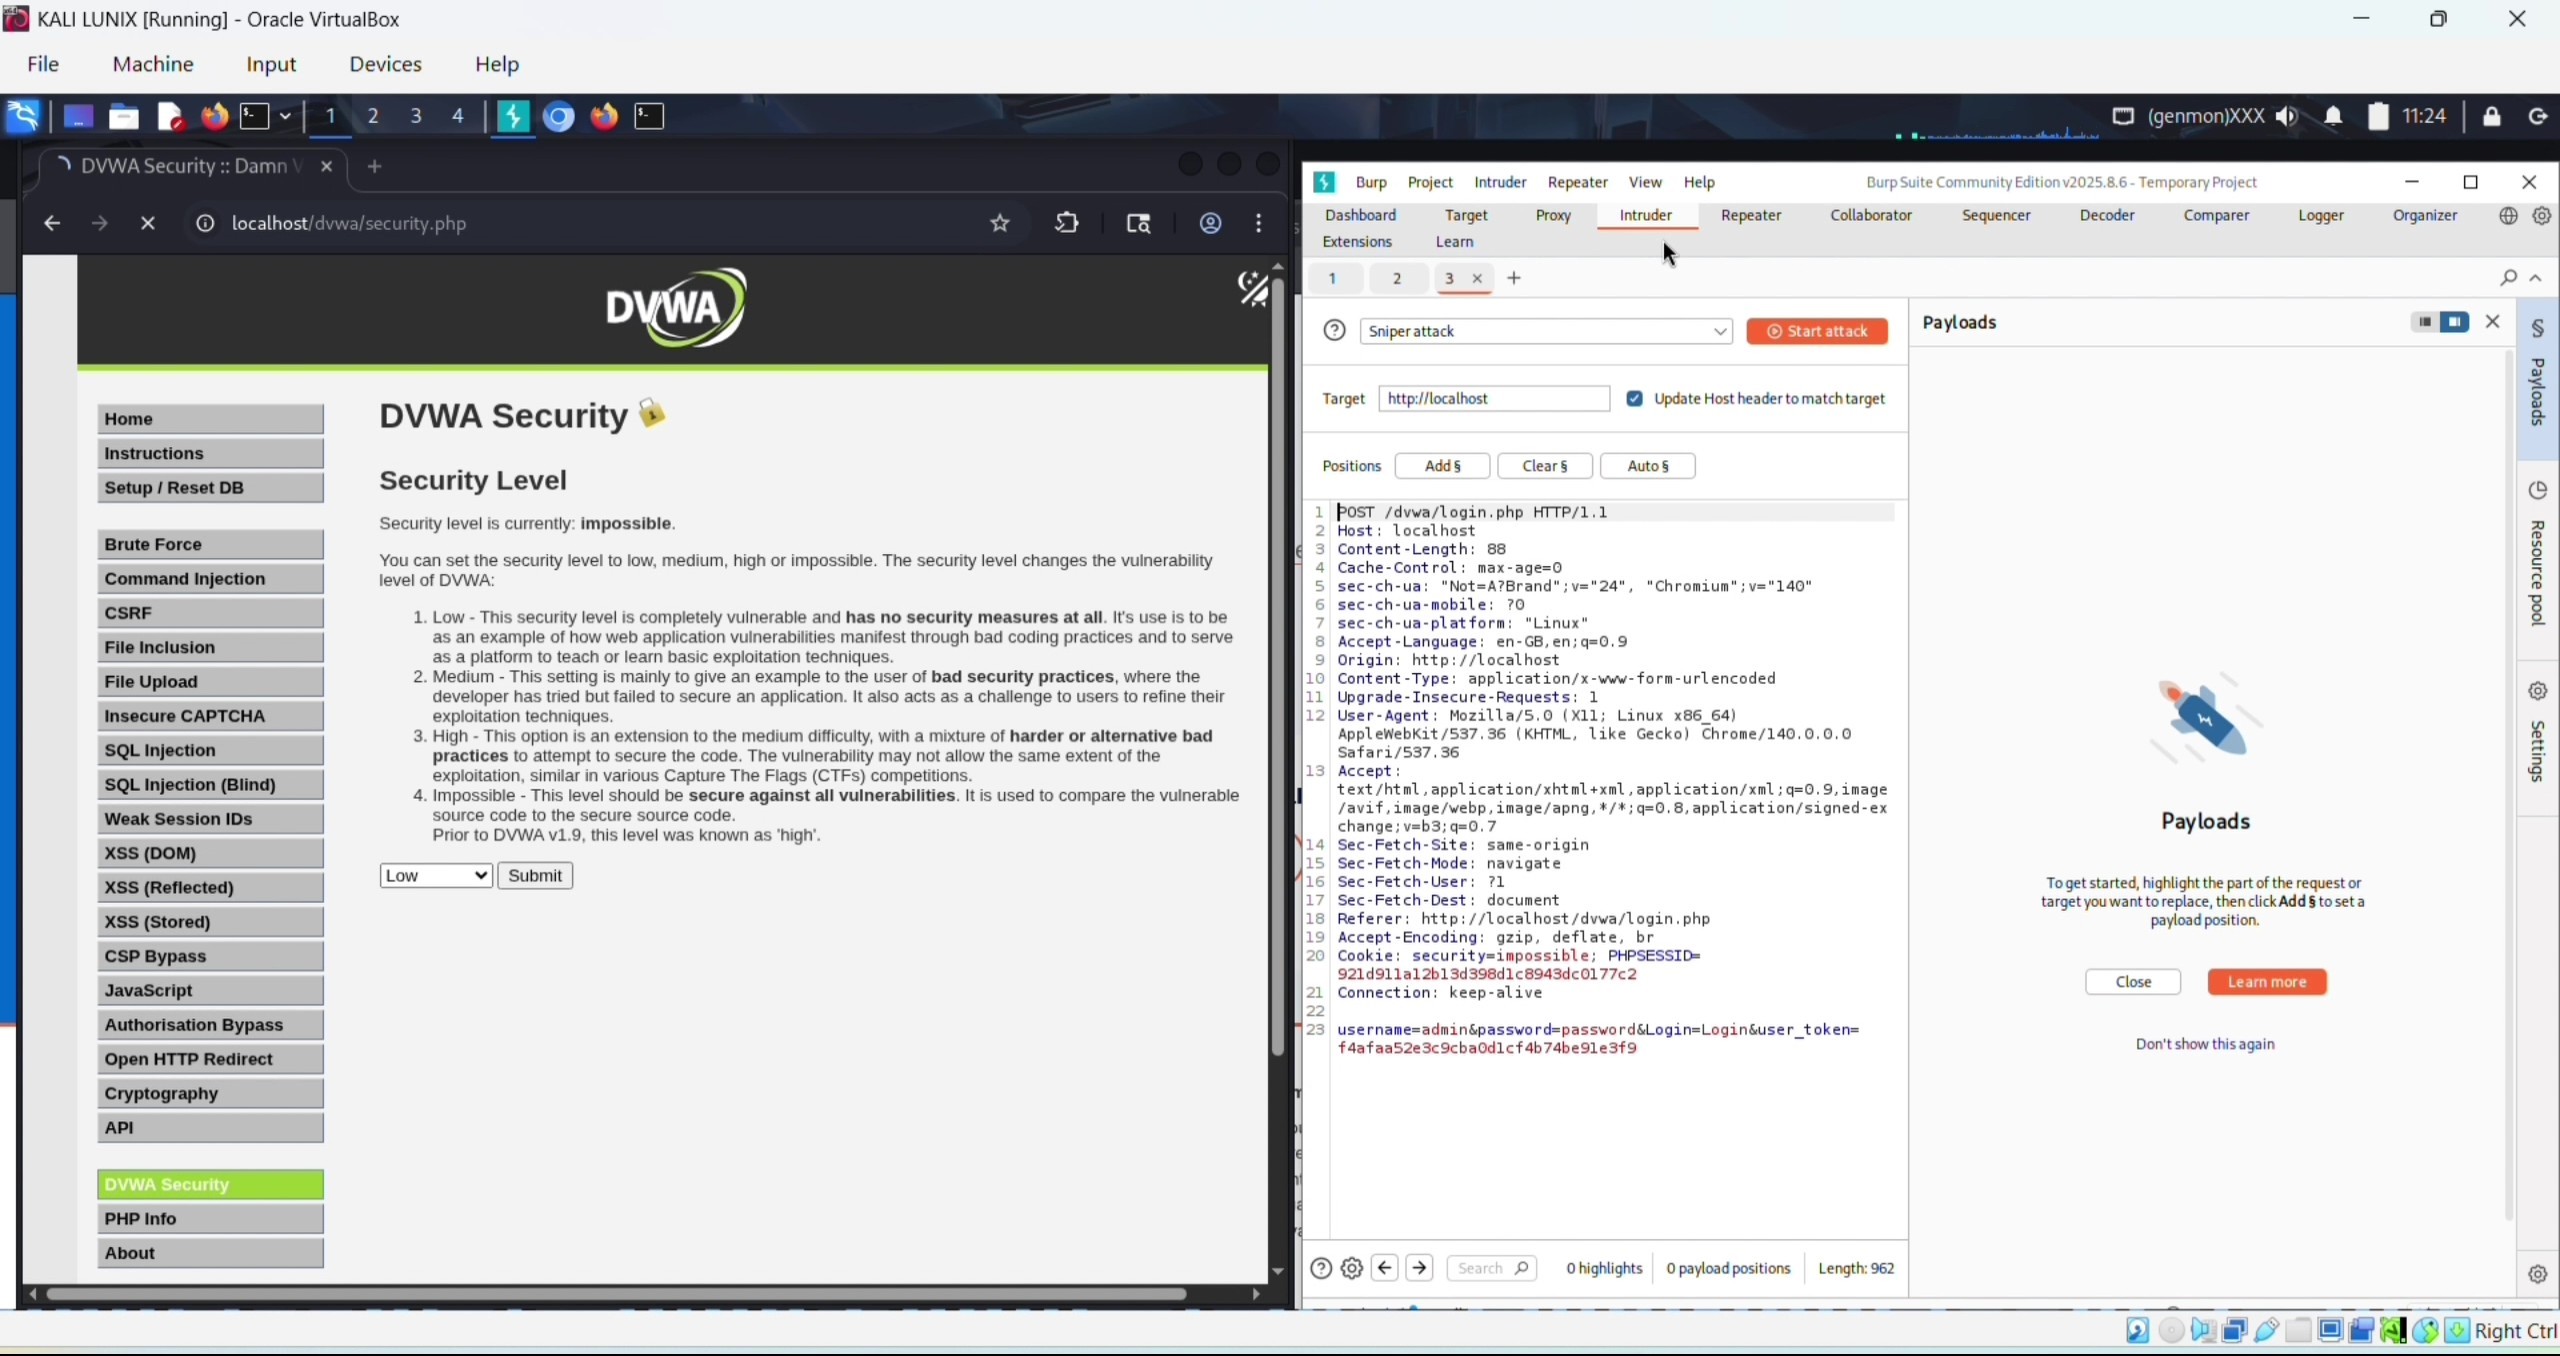 KALI LUNIX [Running] - Oracle VirtualBox
File Machine Input Devices Help
1 2 3 4 (genmon)XXX 11:24
DVWA Security :: Damn V
localhost/dvwa/security.php
DVWA
Home
Instructions
Setup / Reset DB
Brute Force
Command Injection
CSRF
File Inclusion
File Upload
Insecure CAPTCHA
SQL Injection
SQL Injection (Blind)
Weak Session IDs
XSS (DOM)
XSS (Reflected)
XSS (Stored)
CSP Bypass
JavaScript
Authorisation Bypass
Open HTTP Redirect
Cryptography
API
DVWA Security
PHP Info
About
DVWA Security
Security Level
Security level is currently: impossible.
You can set the security level to low, medium, high or impossible. The security level changes the vulnerability
level of DVWA:
1. Low - This security level is completely vulnerable and has no security measures at all. It's use is to be
as an example of how web application vulnerabilities manifest through bad coding practices and to serve
as a platform to teach or learn basic exploitation techniques.
2. Medium - This setting is mainly to give an example to the user of bad security practices, where the
developer has tried but failed to secure an application. It also acts as a challenge to users to refine their
exploitation techniques.
3. High - This option is an extension to the medium difficulty, with a mixture of harder or alternative bad
practices to attempt to secure the code. The vulnerability may not allow the same extent of the
exploitation, similar in various Capture The Flags (CTFs) competitions.
4. Impossible - This level should be secure against all vulnerabilities. It is used to compare the vulnerable
source code to the secure source code.
Prior to DVWA v1.9, this level was known as 'high'.
Low Submit
Burp Project Intruder Repeater View Help Burp Suite Community Edition v2025.8.6 - Temporary Project
Dashboard Target Proxy Intruder Repeater Collaborator Sequencer Decoder Comparer Logger Organizer
Extensions Learn
1 2 3 × +
Sniper attack Start attack
Target http://localhost Update Host header to match target
Positions Add § Clear § Auto §
1 POST /dvwa/login.php HTTP/1.1
2 Host: localhost
3 Content-Length: 88
4 Cache-Control: max-age=0
5 sec-ch-ua: "Not=A?Brand";v="24", "Chromium";v="140"
6 sec-ch-ua-mobile: ?0
7 sec-ch-ua-platform: "Linux"
8 Accept-Language: en-GB,en;q=0.9
9 Origin: http://localhost
10 Content-Type: application/x-www-form-urlencoded
11 Upgrade-Insecure-Requests: 1
12 User-Agent: Mozilla/5.0 (X11; Linux x86_64)
AppleWebKit/537.36 (KHTML, like Gecko) Chrome/140.0.0.0
Safari/537.36
13 Accept:
text/html,application/xhtml+xml,application/xml;q=0.9,image
/avif,image/webp,image/apng,*/*;q=0.8,application/signed-ex
change;v=b3;q=0.7
14 Sec-Fetch-Site: same-origin
15 Sec-Fetch-Mode: navigate
16 Sec-Fetch-User: ?1
17 Sec-Fetch-Dest: document
18 Referer: http://localhost/dvwa/login.php
19 Accept-Encoding: gzip, deflate, br
20 Cookie: security=impossible; PHPSESSID=
921d911a12b13d398d1c8943dc0177c2
21 Connection: keep-alive
22
23 username=admin&password=password&Login=Login&user_token=
f4afaa52e3c9cba0d1cf4b74be91e3f9
Search 0 highlights 0 payload positions Length: 962
Payloads
Payloads
To get started, highlight the part of the request or
target you want to replace, then click Add § to set a
payload position.
Close Learn more
Don't show this again
Payloads
Resource pool
Settings
Right Ctrl